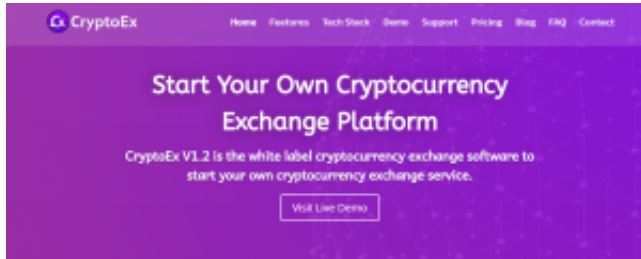 CryptoEx
Home Features Tech Stack Demo Support Pricing Blog FAQ Contact
Start Your Own Cryptocurrency
Exchange Platform
CryptoEx V1.2 is the white label cryptocurrency exchange software to
start your own cryptocurrency exchange service.
Visit Live Demo